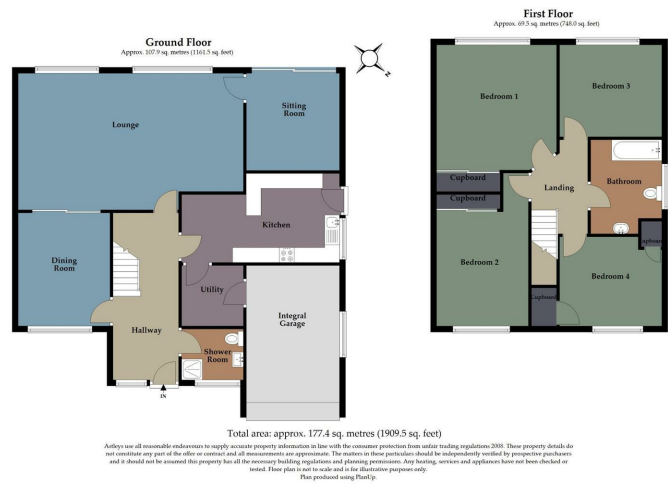 Ground Floor
Approx. 107.9 sq. metres (1161.5 sq. feet)
N
Lounge
Sitting
Room
Dining
Room
Kitchen
Utility
Integral
Garage
Hallway
Shower
Room
IN
First Floor
Approx. 69.5 sq. metres (748.0 sq. feet)
Bedroom 1
Bedroom 3
Cupboard
Cupboard
Landing
Bathroom
Cupboard
Bedroom 2
Bedroom 4
Cupboard
Total area: approx. 177.4 sq. metres (1909.5 sq. feet)
Astleys use all reasonable endeavours to supply accurate property information in line with the consumer protection from unfair trading regulations 2008. These property details do
not constitute any part of the offer or contract and all measurements are approximate. The matters in these particulars should be independently verified by prospective purchasers
and it should not be assumed this property has all the necessary building regulations and planning permissions. Any heating, services and appliances have not been checked or
tested. Floor plan is not to scale and is for illustrative purposes only.
Plan produced using PlanUp.